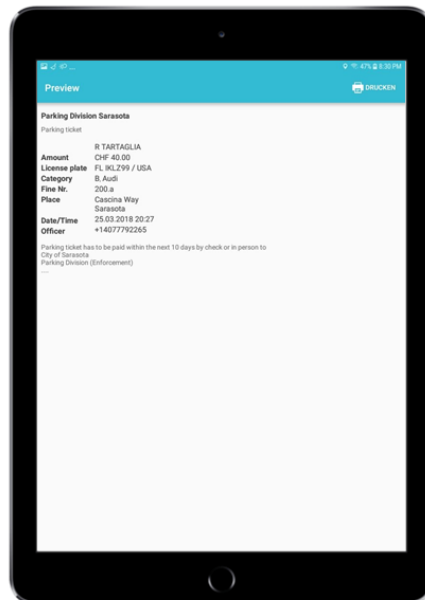 47% 8:30 PM
Preview
DRUCKEN
Parking Division Sarasota
Parking ticket
R TARTAGLIA
Amount CHF 40.00
License plate FL IKLZ99 / USA
Category B, Audi
Fine Nr. 200.a
Place Cascina Way
Sarasota
Date/Time 25.03.2018 20:27
Officer +14077792265
Parking ticket has to be paid within the next 10 days by check or in person to
City of Sarasota
Parking Division (Enforcement)
---